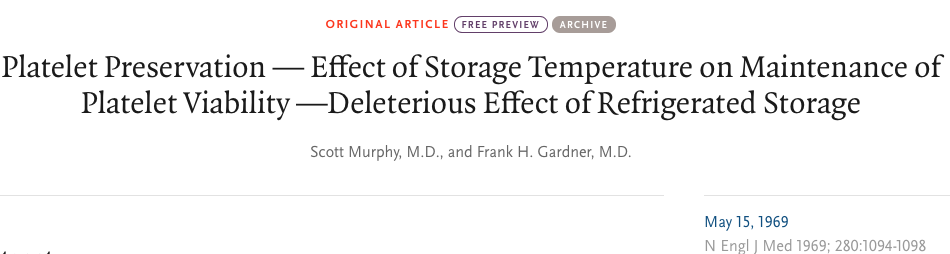 ORIGINAL ARTICLE FREE PREVIEW ARCHIVE
Platelet Preservation — Effect of Storage Temperature on Maintenance of
Platelet Viability —Deleterious Effect of Refrigerated Storage
Scott Murphy, M.D., and Frank H. Gardner, M.D.
May 15, 1969
N Engl J Med 1969; 280:1094-1098